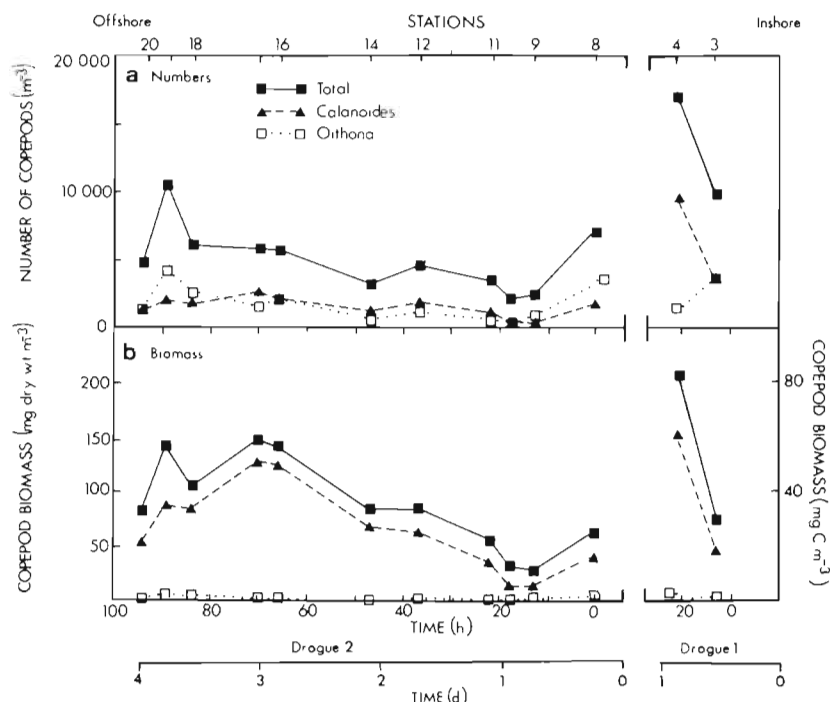 Offshore STATIONS Inshore
20 18 16 14 12 11 9 8 4 3
20 000
a Numbers
Total
Calanoides
Oithona
NUMBER OF COPEPODS (m⁻³)
10 000
0
b Biomass
COPEPOD BIOMASS (mg dry wt m⁻³)
200
150
100
50
80
40
COPEPOD BIOMASS (mg C m⁻³)
100 80 60 40 20 0 20 0
TIME (h)
Drogue 2 Drogue 1
4 3 2 1 0 1 0
TIME (d)